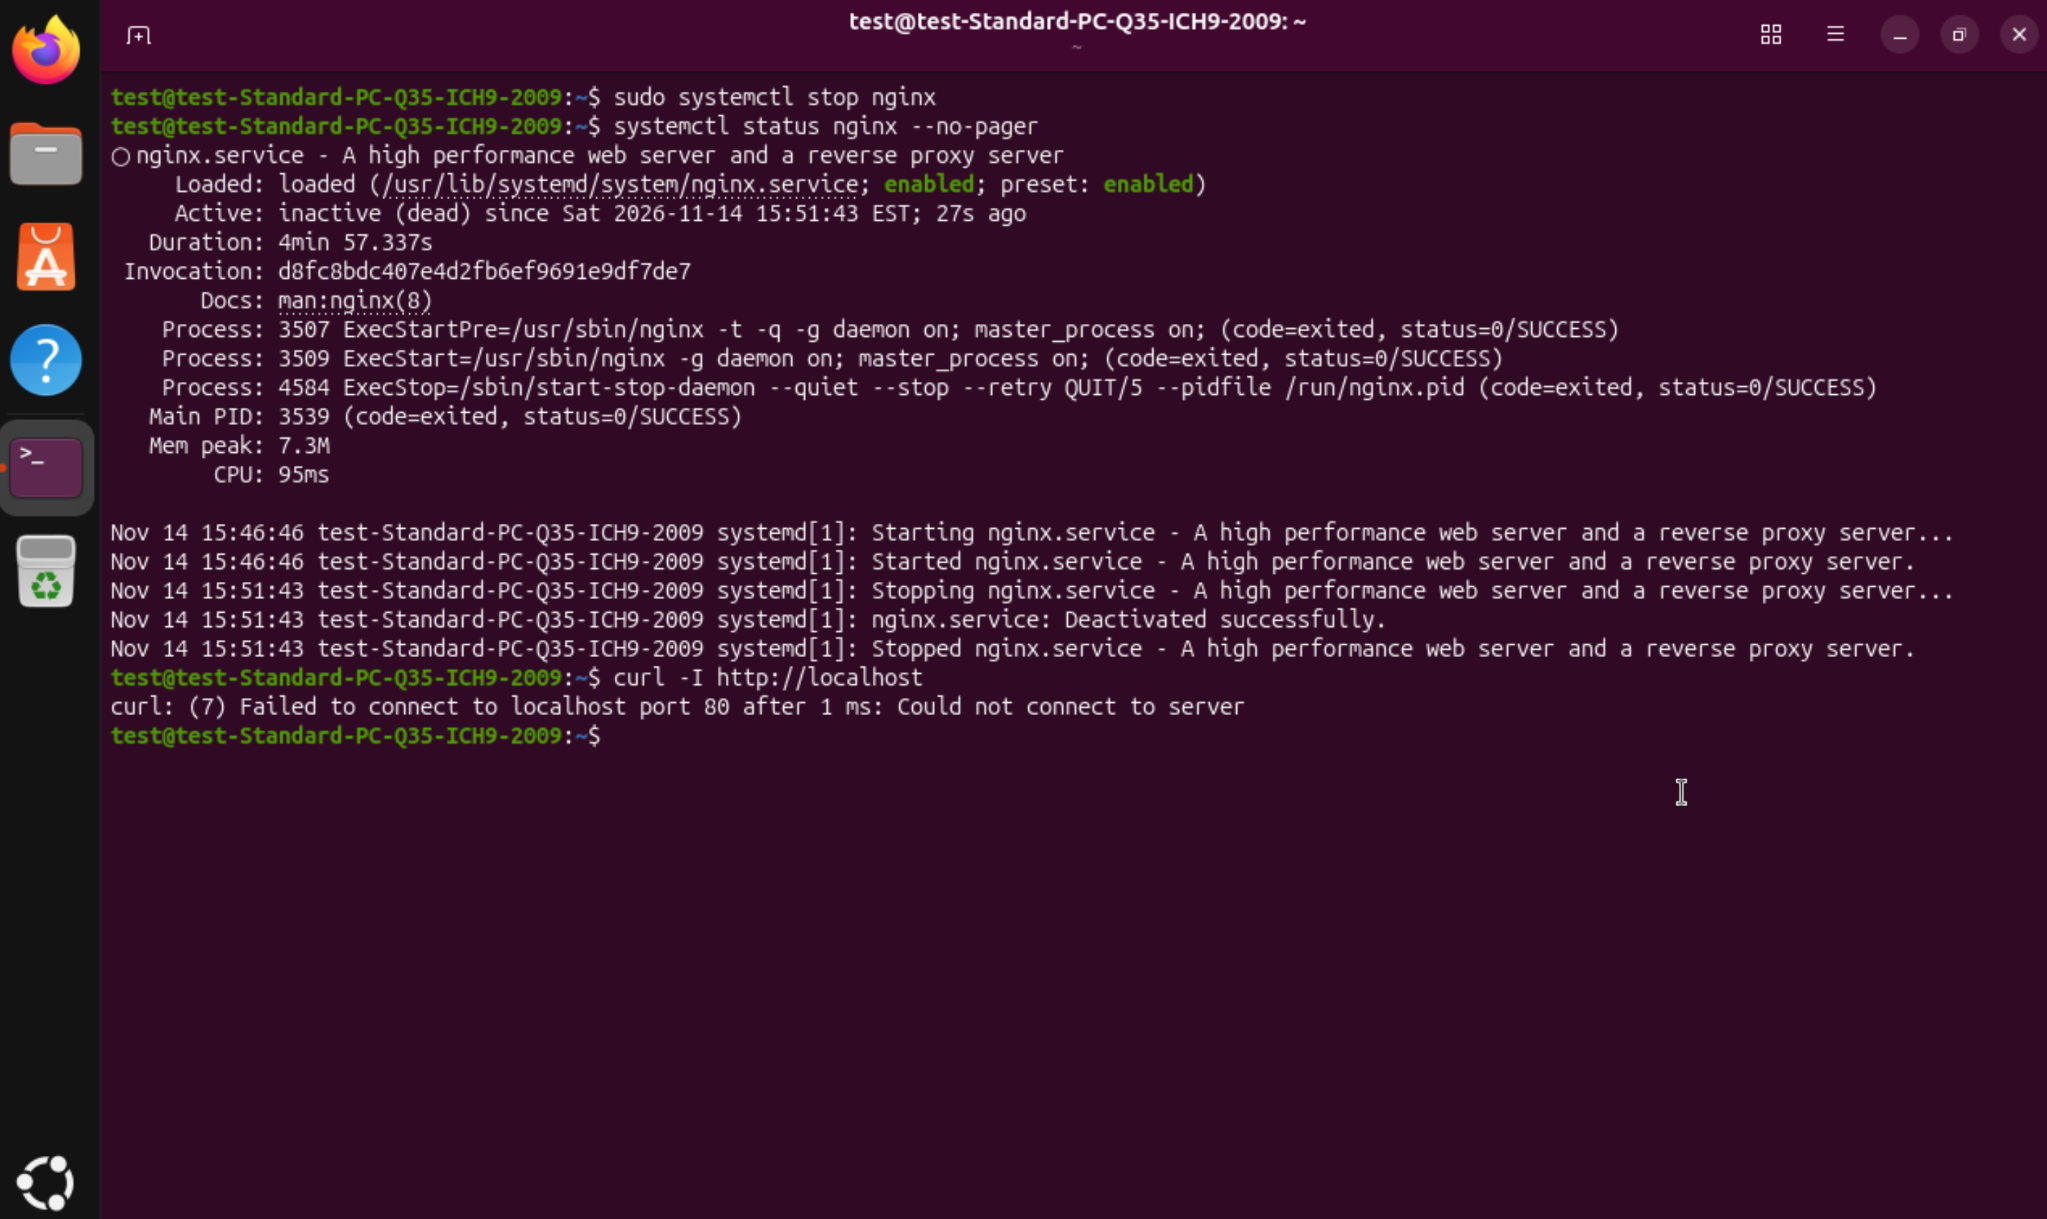 test@test-Standard-PC-Q35-ICH9-2009: ~
~
test@test-Standard-PC-Q35-ICH9-2009:~$ sudo systemctl stop nginx
test@test-Standard-PC-Q35-ICH9-2009:~$ systemctl status nginx --no-pager
○ nginx.service - A high performance web server and a reverse proxy server
     Loaded: loaded (/usr/lib/systemd/system/nginx.service; enabled; preset: enabled)
     Active: inactive (dead) since Sat 2026-11-14 15:51:43 EST; 27s ago
   Duration: 4min 57.337s
 Invocation: d8fc8bdc407e4d2fb6ef9691e9df7de7
       Docs: man:nginx(8)
    Process: 3507 ExecStartPre=/usr/sbin/nginx -t -q -g daemon on; master_process on; (code=exited, status=0/SUCCESS)
    Process: 3509 ExecStart=/usr/sbin/nginx -g daemon on; master_process on; (code=exited, status=0/SUCCESS)
    Process: 4584 ExecStop=/sbin/start-stop-daemon --quiet --stop --retry QUIT/5 --pidfile /run/nginx.pid (code=exited, status=0/SUCCESS)
   Main PID: 3539 (code=exited, status=0/SUCCESS)
   Mem peak: 7.3M
        CPU: 95ms

Nov 14 15:46:46 test-Standard-PC-Q35-ICH9-2009 systemd[1]: Starting nginx.service - A high performance web server and a reverse proxy server...
Nov 14 15:46:46 test-Standard-PC-Q35-ICH9-2009 systemd[1]: Started nginx.service - A high performance web server and a reverse proxy server.
Nov 14 15:51:43 test-Standard-PC-Q35-ICH9-2009 systemd[1]: Stopping nginx.service - A high performance web server and a reverse proxy server...
Nov 14 15:51:43 test-Standard-PC-Q35-ICH9-2009 systemd[1]: nginx.service: Deactivated successfully.
Nov 14 15:51:43 test-Standard-PC-Q35-ICH9-2009 systemd[1]: Stopped nginx.service - A high performance web server and a reverse proxy server.
test@test-Standard-PC-Q35-ICH9-2009:~$ curl -I http://localhost
curl: (7) Failed to connect to localhost port 80 after 1 ms: Could not connect to server
test@test-Standard-PC-Q35-ICH9-2009:~$